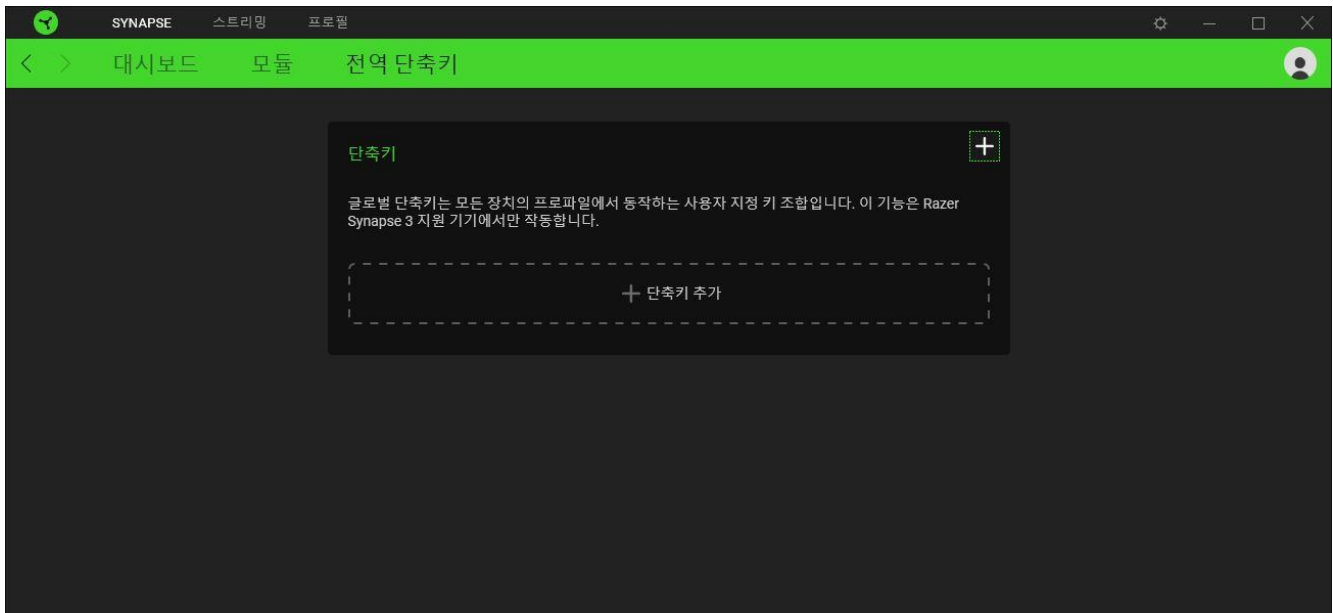 SYNAPSE 스트리밍 프로필
대시보드 모듈 전역 단축키
단축키
글로벌 단축키는 모든 장치의 프로파일에서 동작하는 사용자 지정 키 조합입니다. 이 기능은 Razer
Synapse 3 지원 기기에서만 작동합니다.
단축키 추가